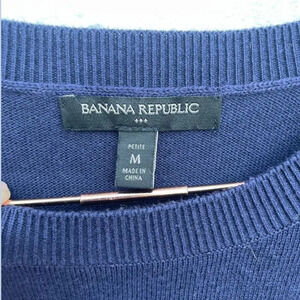 BANANA REPUBLIC
PETITE
M
MADE IN
CHINA